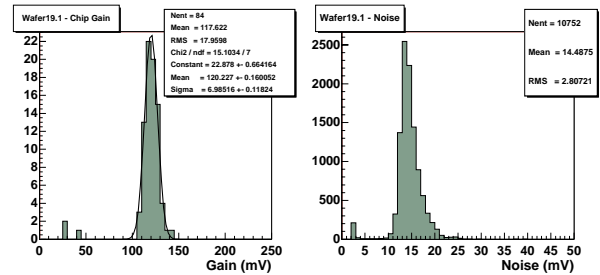 Wafer19.1 - Chip Gain
Nent = 84
Mean = 117.622
RMS = 17.9598
Chi2 / ndf = 15.1034 / 7
Constant = 22.878 +- 0.664164
Mean = 120.227 +- 0.160052
Sigma = 6.98516 +- 0.11824
22
20
18
16
14
12
10
8
6
4
2
0
0 50 100 150 200 250
Gain (mV)
Wafer19.1 - Noise
Nent = 10752
Mean = 14.4875
RMS = 2.80721
2500
2000
1500
1000
500
0
0 5 10 15 20 25 30 35 40 45 50
Noise (mV)